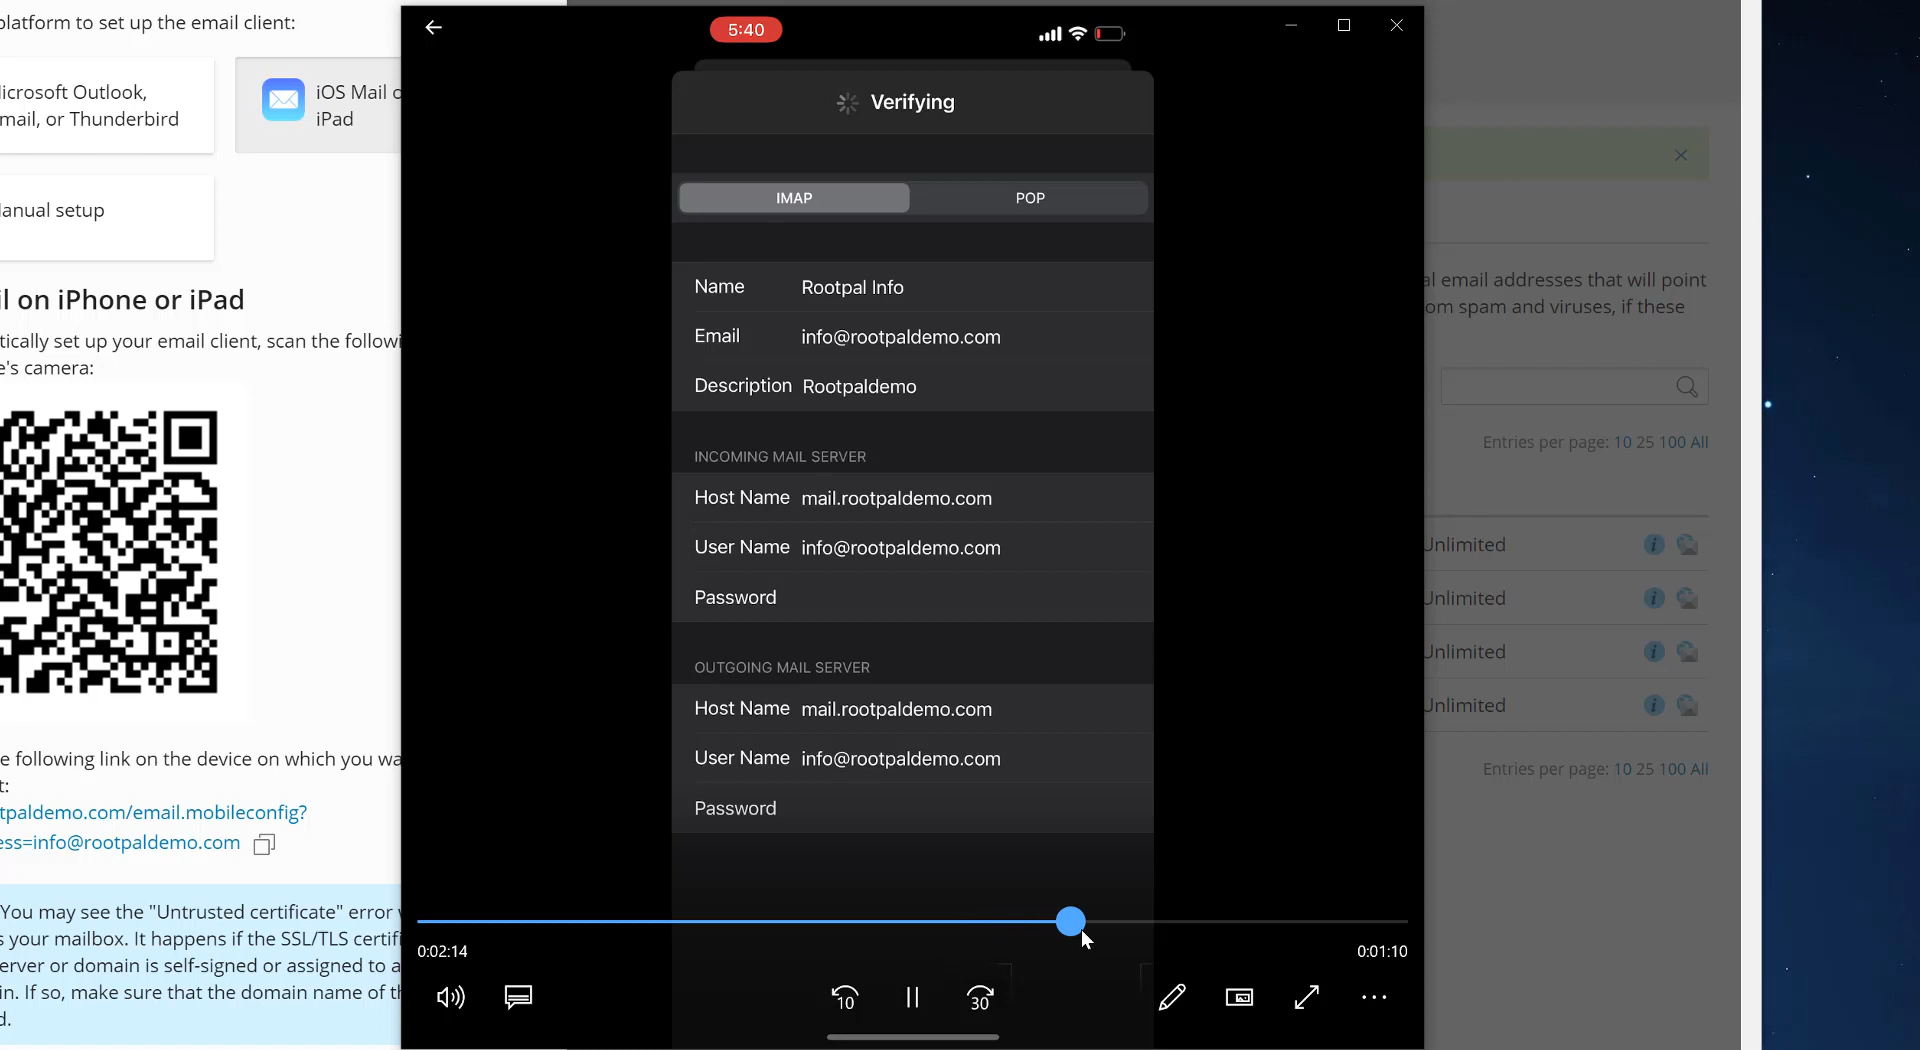 platform to set up the email client:
icrosoft Outlook,
mail, or Thunderbird
iOS Mail
iPad
anual setup
l on iPhone or iPad
tically set up your email client, scan the followi
e's camera:
e following link on the device on which you wa
t:
tpaldemo.com/email.mobileconfig?
ess=info@rootpaldemo.com
You may see the "Untrusted certificate" error
s your mailbox. It happens if the SSL/TLS certifi
erver or domain is self-signed or assigned to a
in. If so, make sure that the domain name of th
d.
5:40
Verifying
IMAP
POP
Name Rootpal Info
Email info@rootpaldemo.com
Description Rootpaldemo
INCOMING MAIL SERVER
Host Name mail.rootpaldemo.com
User Name info@rootpaldemo.com
Password
OUTGOING MAIL SERVER
Host Name mail.rootpaldemo.com
User Name info@rootpaldemo.com
Password
0:02:14
0:01:10
10
30
al email addresses that will point
om spam and viruses, if these
Entries per page: 10 25 100 All
Unlimited
Unlimited
Unlimited
Unlimited
Entries per page: 10 25 100 All